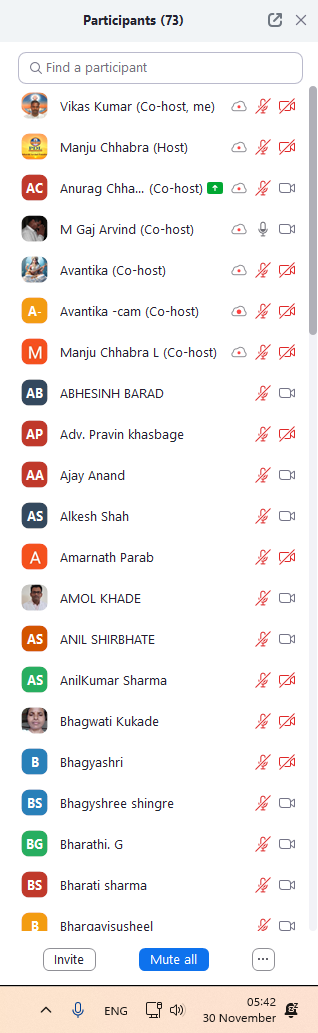 Participants (73)
Find a participant
Vikas Kumar (Co-host, me)
Manju Chhabra (Host)
AC Anurag Chha... (Co-host)
M Gaj Arvind (Co-host)
Avantika (Co-host)
A- Avantika -cam (Co-host)
M Manju Chhabra L (Co-host)
AB ABHESINH BARAD
AP Adv. Pravin khasbage
AA Ajay Anand
AS Alkesh Shah
A Amarnath Parab
AMOL KHADE
AS ANIL SHIRBHATE
AS AnilKumar Sharma
Bhagwati Kukade
B Bhagyashri
BS Bhagyshree shingre
BG Bharathi. G
BS Bharati sharma
B Bhargavisusheel
Invite Mute all ...
ENG 05:42
30 November